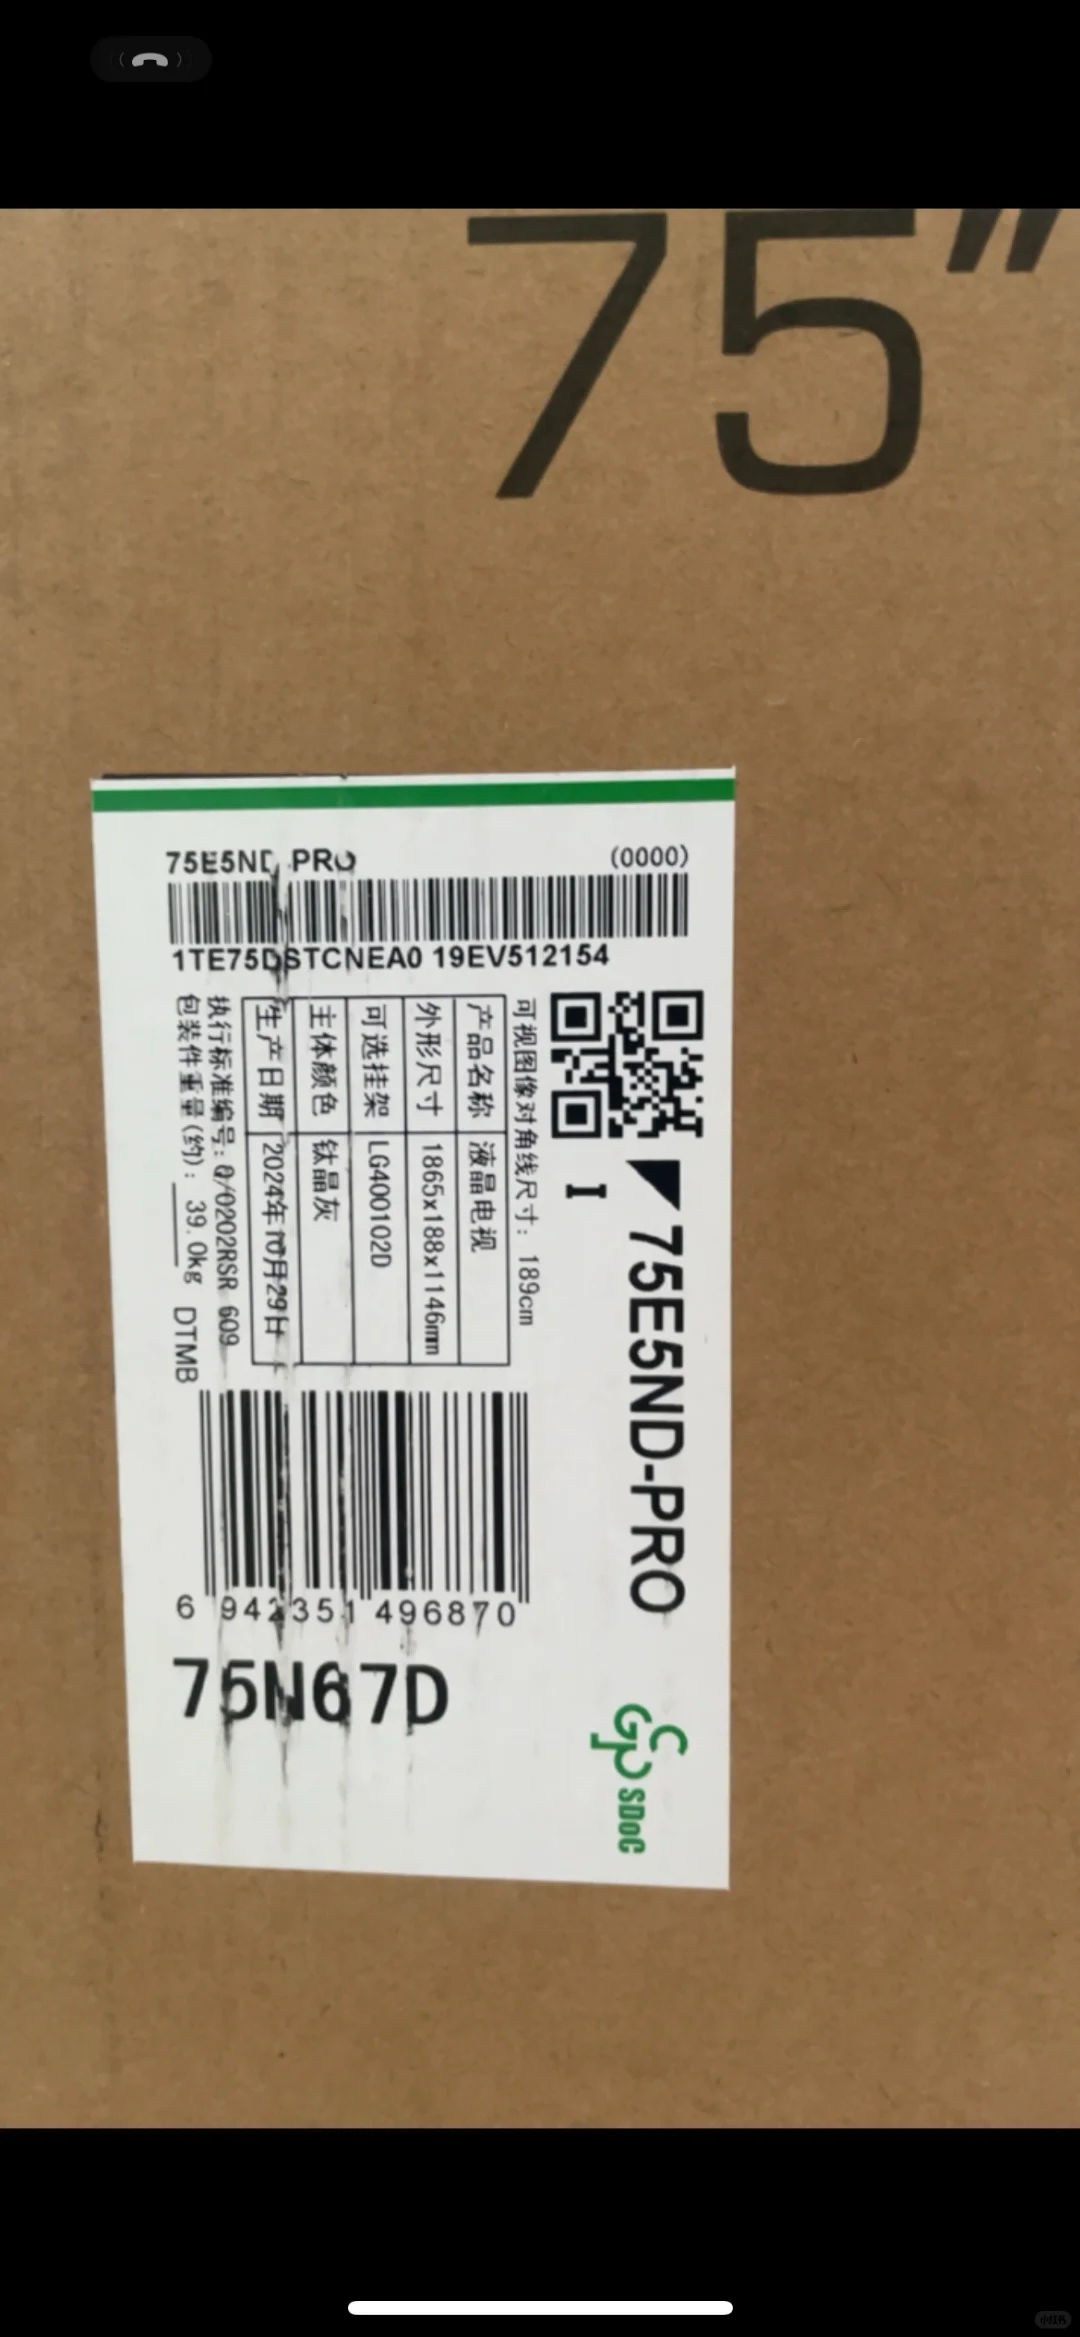 75"
75E5ND PRO
(0000)
1TE75DSTCNEA0 19EV512154
75E5ND-PRO
I
可视图像对角线尺寸: 189cm
产品名称 液晶电视
外形尺寸 1865x188x1146mm
可选挂架 LG400102D
主体颜色 钛晶灰
生产日期 2024年10月29日
执行标准编号: Q/0202RSR 609
包装件重量(约): 39.0kg DTMB
6 942351 496870
75N67D
SDoC